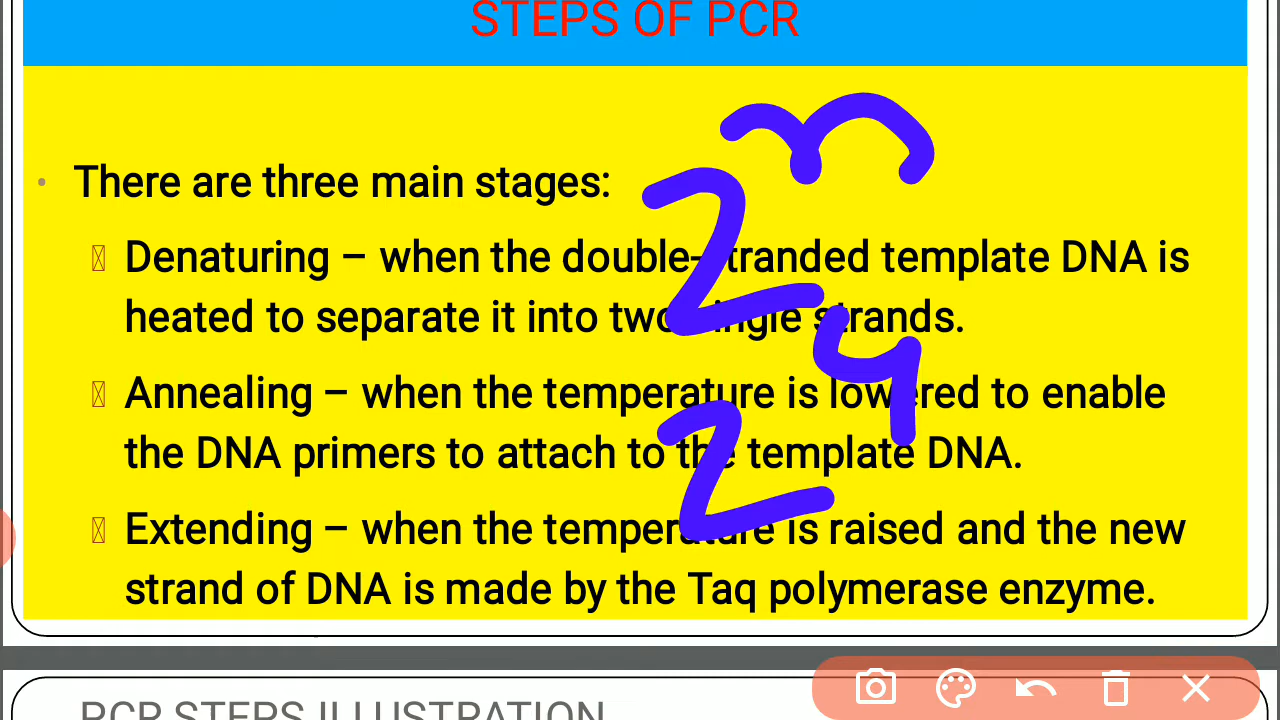 STEPS OF PCR
There are three main stages:
Denaturing – when the double-stranded template DNA is
heated to separate it into two single strands.
Annealing – when the temperature is lowered to enable
the DNA primers to attach to the template DNA.
Extending – when the temperature is raised and the new
strand of DNA is made by the Taq polymerase enzyme.
2n
24
PCR STEPS ILLUSTRATION